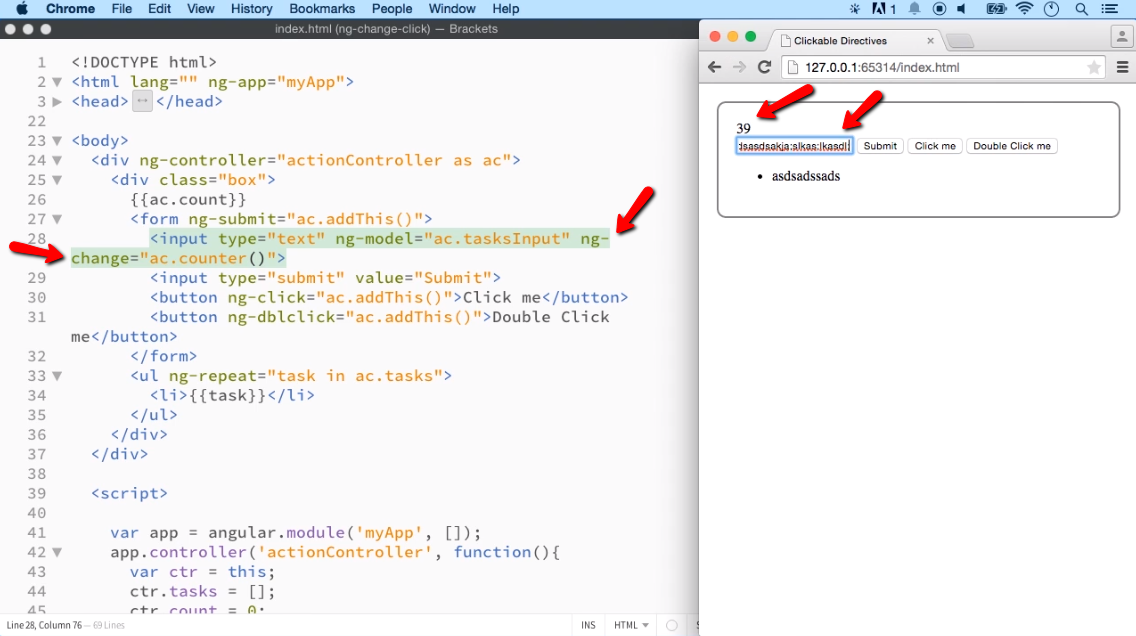 Chrome File Edit View History Bookmarks People Window Help 1
index.html (ng-change-click) — Brackets
1 <!DOCTYPE html>
2 <html lang="" ng-app="myApp">
3 <head> </head>
22
23 <body>
24 <div ng-controller="actionController as ac">
25 <div class="box">
26 {{ac.count}}
27 <form ng-submit="ac.addThis()">
28 <input type="text" ng-model="ac.tasksInput" ng-
change="ac.counter()">
29 <input type="submit" value="Submit">
30 <button ng-click="ac.addThis()">Click me</button>
31 <button ng-dblclick="ac.addThis()">Double Click
me</button>
32 </form>
33 <ul ng-repeat="task in ac.tasks">
34 <li>{{task}}</li>
35 </ul>
36 </div>
37 </div>
38
39 <script>
40
41 var app = angular.module('myApp', []);
42 app.controller('actionController', function(){
43 var ctr = this;
44 ctr.tasks = [];
45 ctr.count = 0;
Line 28, Column 76 — 69 Lines
INS HTML
Clickable Directives
127.0.0.1:65314/index.html
39
Submit Click me Double Click me
• asdsadssads